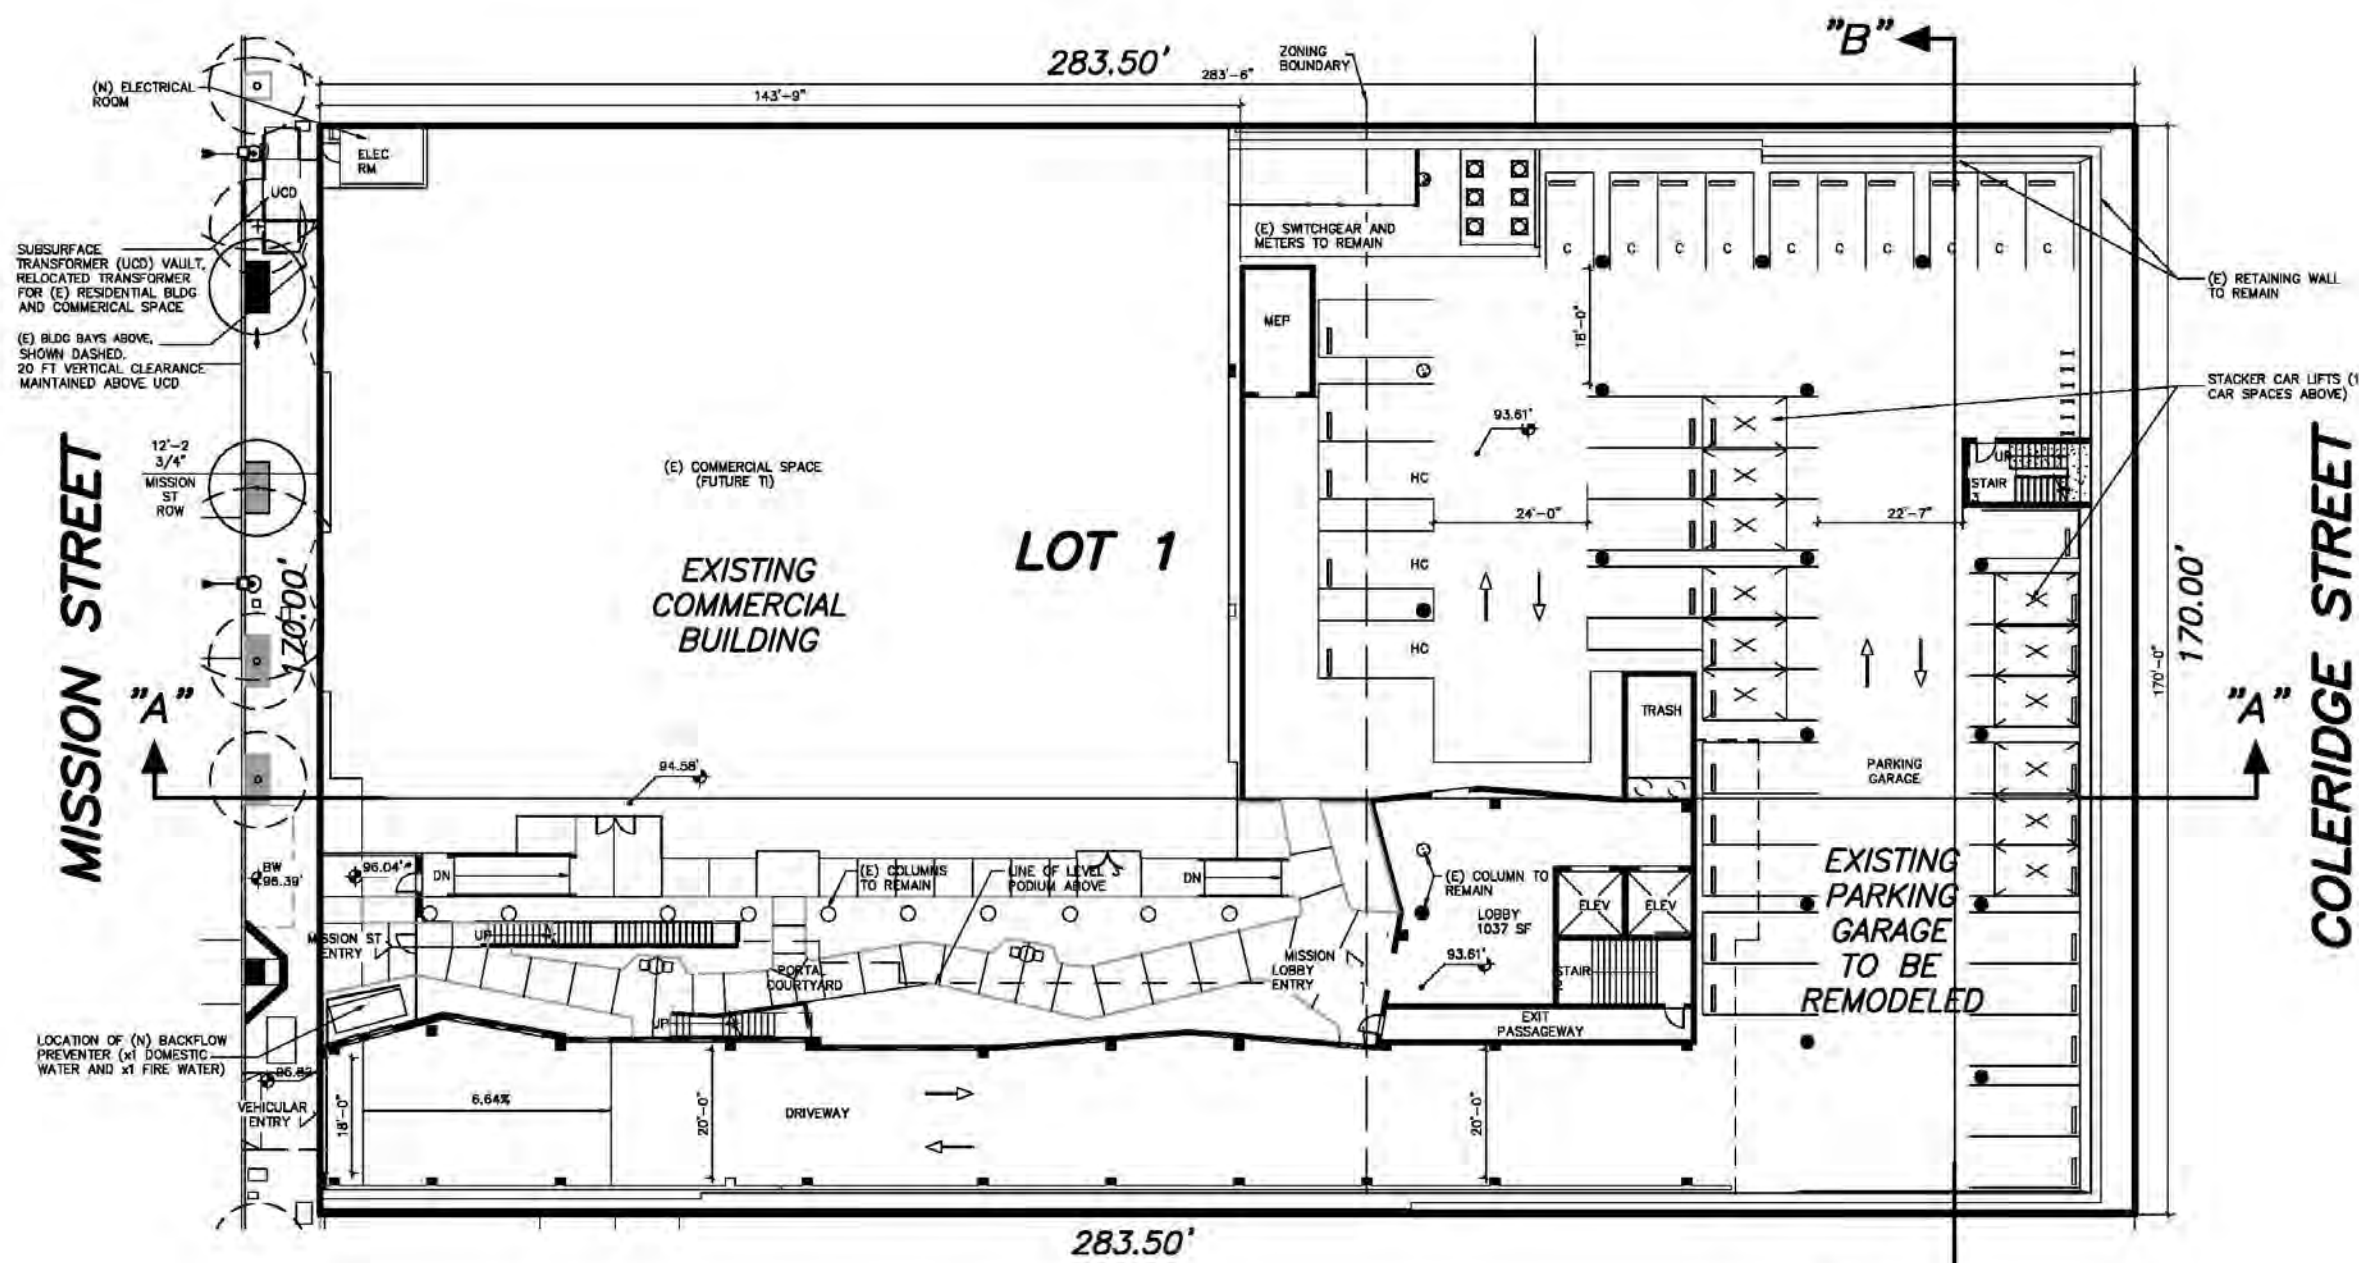 "B"
283.50'
283'-6"
143'-9"
ZONING
BOUNDARY
(N) ELECTRICAL
ROOM
ELEC
RM
UCD
SUBSURFACE
TRANSFORMER (UCD) VAULT,
RELOCATED TRANSFORMER
FOR (E) RESIDENTIAL BLDG
AND COMMERICAL SPACE
(E) BLDG BAYS ABOVE,
SHOWN DASHED.
20 FT VERTICAL CLEARANCE
MAINTAINED ABOVE UCD
(E) SWITCHGEAR AND
METERS TO REMAIN
C C C C C C C C C C
(E) RETAINING WALL
TO REMAIN
MEP
18'-0"
STACKER CAR LIFTS (1
CAR SPACES ABOVE)
93.61'
12'-2
3/4"
MISSION
ST
ROW
(E) COMMERCIAL SPACE
(FUTURE TI)
HC
HC
HC
UP
STAIR
3
24'-0"
22'-7"
LOT 1
EXISTING
COMMERCIAL
BUILDING
MISSION STREET
170.00'
COLERIDGE STREET
170.00'
170'-0"
"A"
"A"
TRASH
PARKING
GARAGE
94.58'
BW
96.39'
96.04'
DN
(E) COLUMNS
TO REMAIN
LINE OF LEVEL 3
PODIUM ABOVE
DN
(E) COLUMN TO
REMAIN
ELEV
ELEV
LOBBY
1037 SF
EXISTING
PARKING
GARAGE
TO BE
REMODELED
MISSION ST
ENTRY
UP
PORTAL
COURTYARD
MISSION
LOBBY
ENTRY
93.61'
STAIR
UP
EXIT
PASSAGEWAY
LOCATION OF (N) BACKFLOW
PREVENTER (x1 DOMESTIC
WATER AND x1 FIRE WATER)
VEHICULAR
ENTRY
18'-0"
6.64%
20'-0"
DRIVEWAY
20'-0"
283.50'